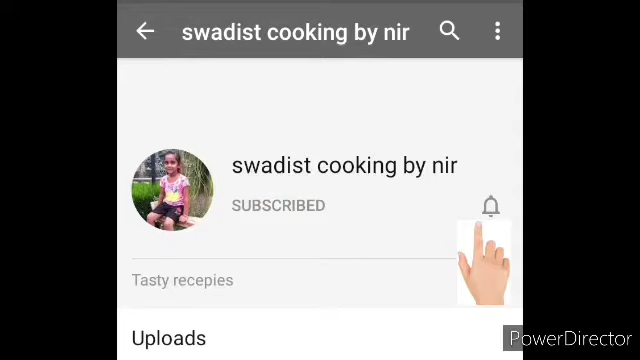 swadist cooking by nir
swadist cooking by nir
SUBSCRIBED
Tasty recepies
Uploads
PowerDirector